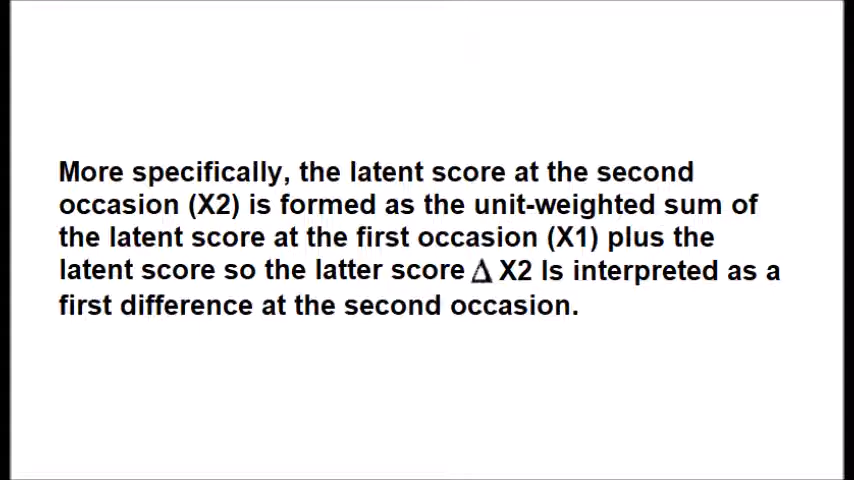 More specifically, the latent score at the second
occasion (X2) is formed as the unit-weighted sum of
the latent score at the first occasion (X1) plus the
latent score so the latter score Δ X2 Is interpreted as a
first difference at the second occasion.